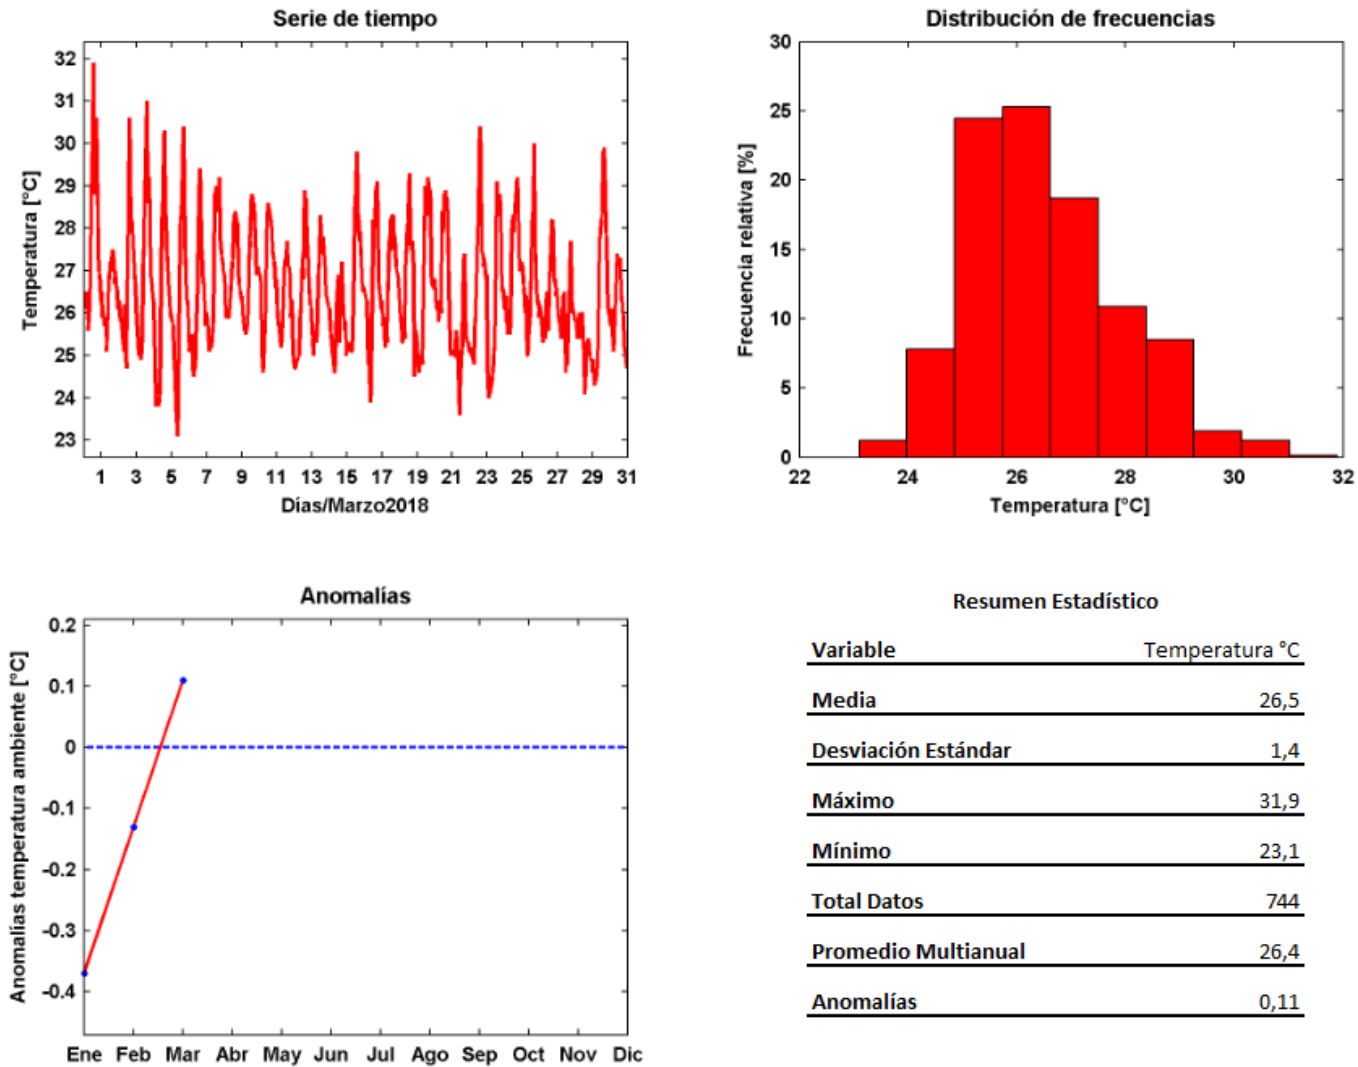 Serie de tiempo
Temperatura [°C]
32
31
30
29
28
27
26
25
24
23
1 3 5 7 9 11 13 15 17 19 21 23 25 27 29 31
Días/Marzo2018
Distribución de frecuencias
Frecuencia relativa [%]
30
25
20
15
10
5
0
22 24 26 28 30 32
Temperatura [°C]
Anomalías
Anomalías temperatura ambiente [°C]
0.2
0.1
0
-0.1
-0.2
-0.3
-0.4
Ene Feb Mar Abr May Jun Jul Ago Sep Oct Nov Dic
Resumen Estadístico
Variable Temperatura °C
Media 26,5
Desviación Estándar 1,4
Máximo 31,9
Mínimo 23,1
Total Datos 744
Promedio Multianual 26,4
Anomalías 0,11